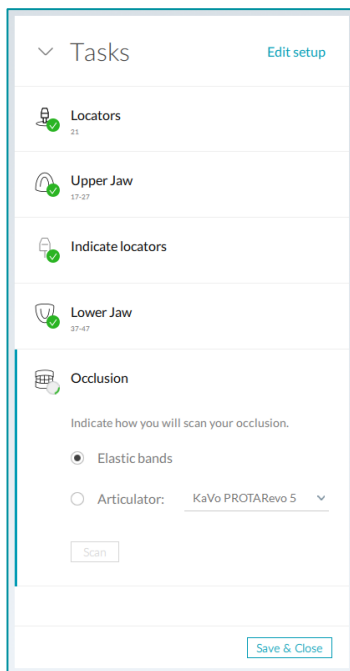 Tasks
Edit setup
Locators
21
Upper Jaw
17-27
Indicate locators
Lower Jaw
37-47
Occlusion
Indicate how you will scan your occlusion.
Elastic bands
Articulator: KaVo PROTARevo 5
Scan
Save & Close